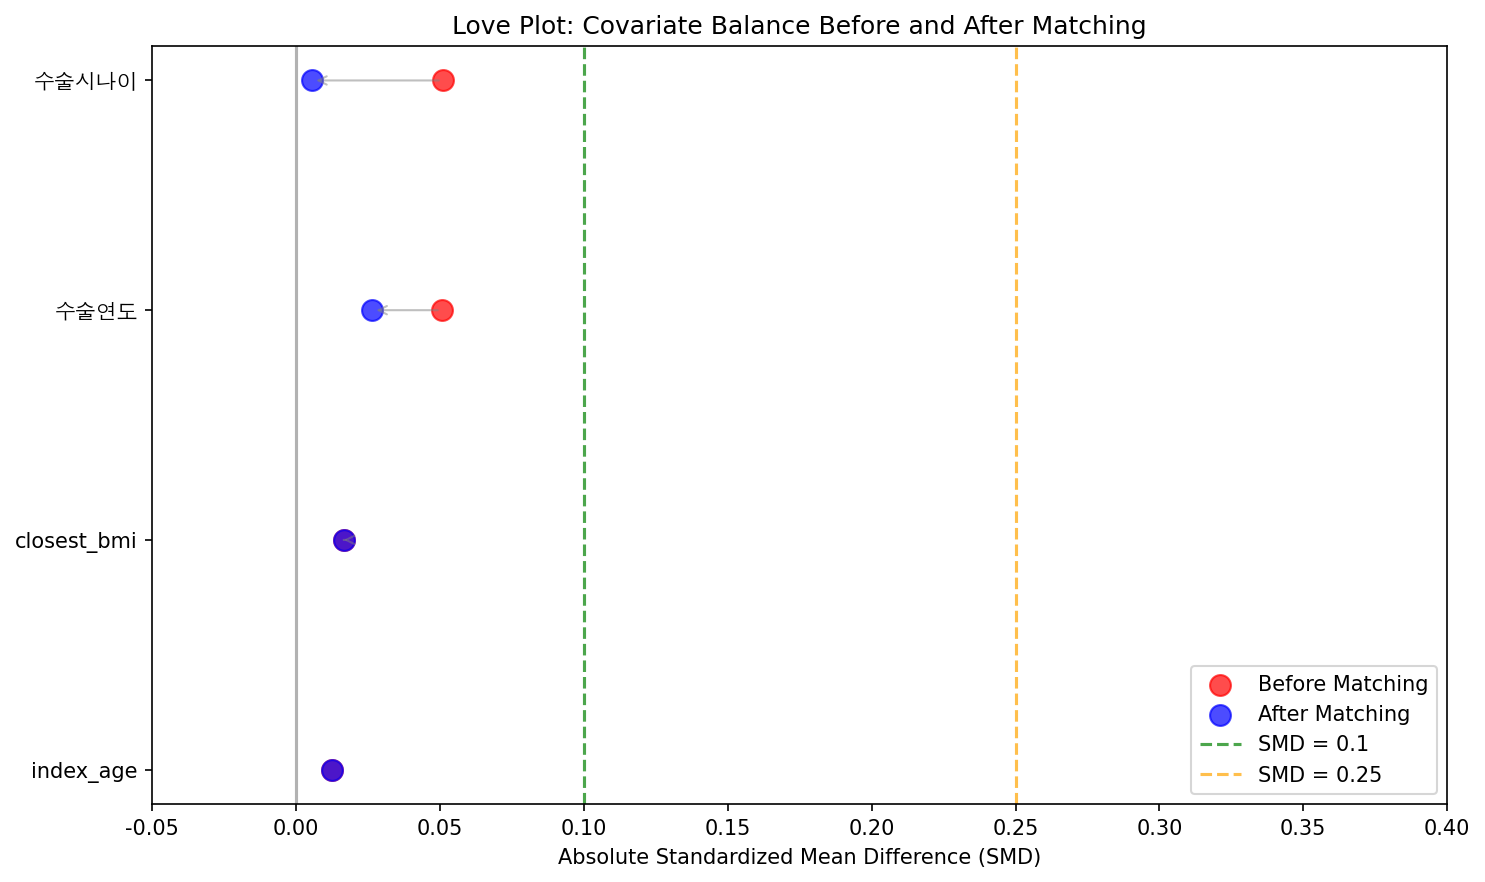 Love Plot: Covariate Balance Before and After Matching
수술시나이
수술연도
closest_bmi
index_age
Before Matching
After Matching
SMD = 0.1
SMD = 0.25
-0.05 0.00 0.05 0.10 0.15 0.20 0.25 0.30 0.35 0.40
Absolute Standardized Mean Difference (SMD)